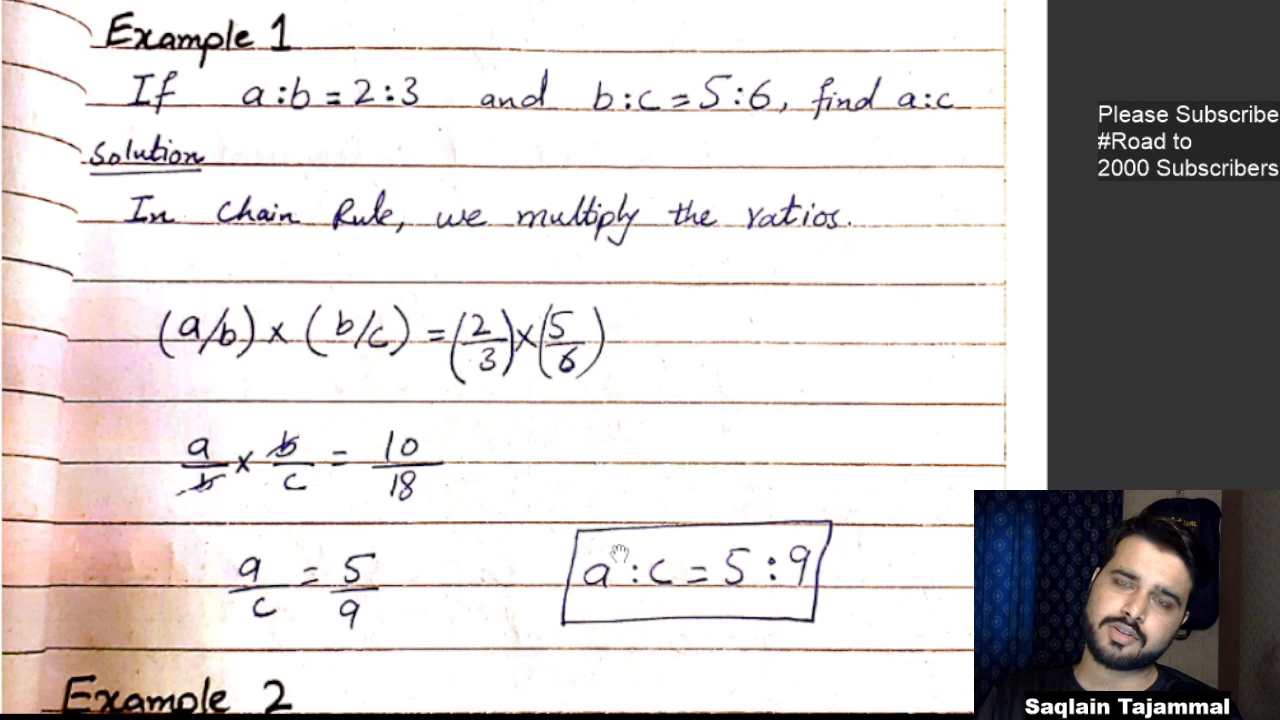 Example 1
If a:b = 2:3 and b:c = 5:6, find a:c
Solution
In Chain Rule, we multiply the ratios.
(a/b) × (b/c) = (2/3) × (5/6)
a/b × b/c = 10/18
a/c = 5/9
a:c = 5:9
Example 2
Please Subscribe
#Road to
2000 Subscribers
Saqlain Tajammal